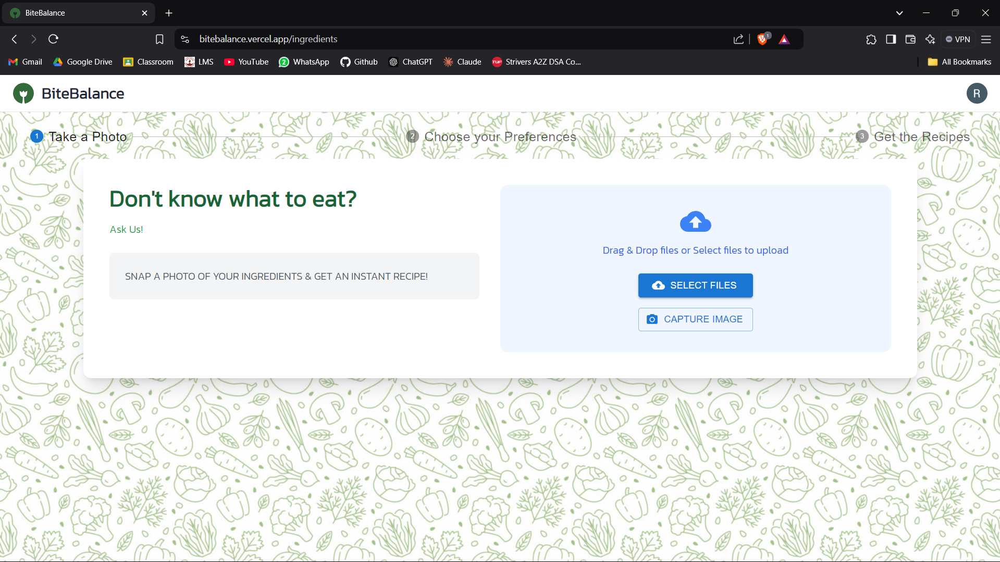 BiteBalance
bitebalance.vercel.app/ingredients
1
VPN
Gmail
Google Drive
Classroom
LMS
YouTube
2
WhatsApp
Github
ChatGPT
Claude
TUF
Strivers A2Z DSA Co...
All Bookmarks
BiteBalance
R
1 Take a Photo
2 Choose your Preferences
3 Get the Recipes
Don't know what to eat?
Ask Us!
SNAP A PHOTO OF YOUR INGREDIENTS & GET AN INSTANT RECIPE!
Drag & Drop files or Select files to upload
SELECT FILES
CAPTURE IMAGE